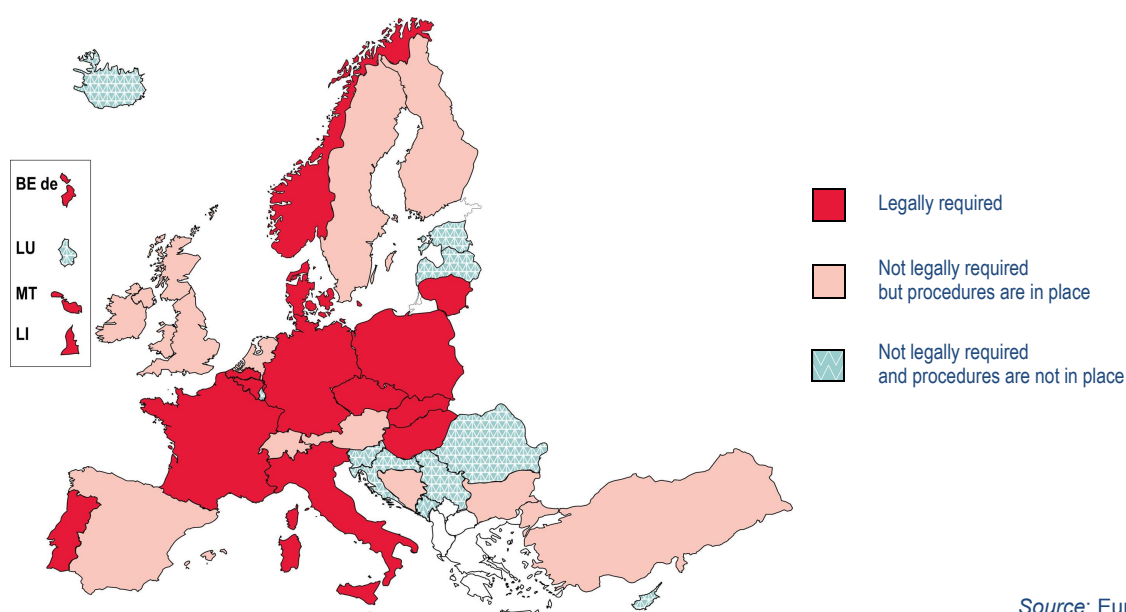 BE de
LU
MT
LI
Legally required
Not legally required
but procedures are in place
Not legally required
and procedures are not in place
Source: Eur